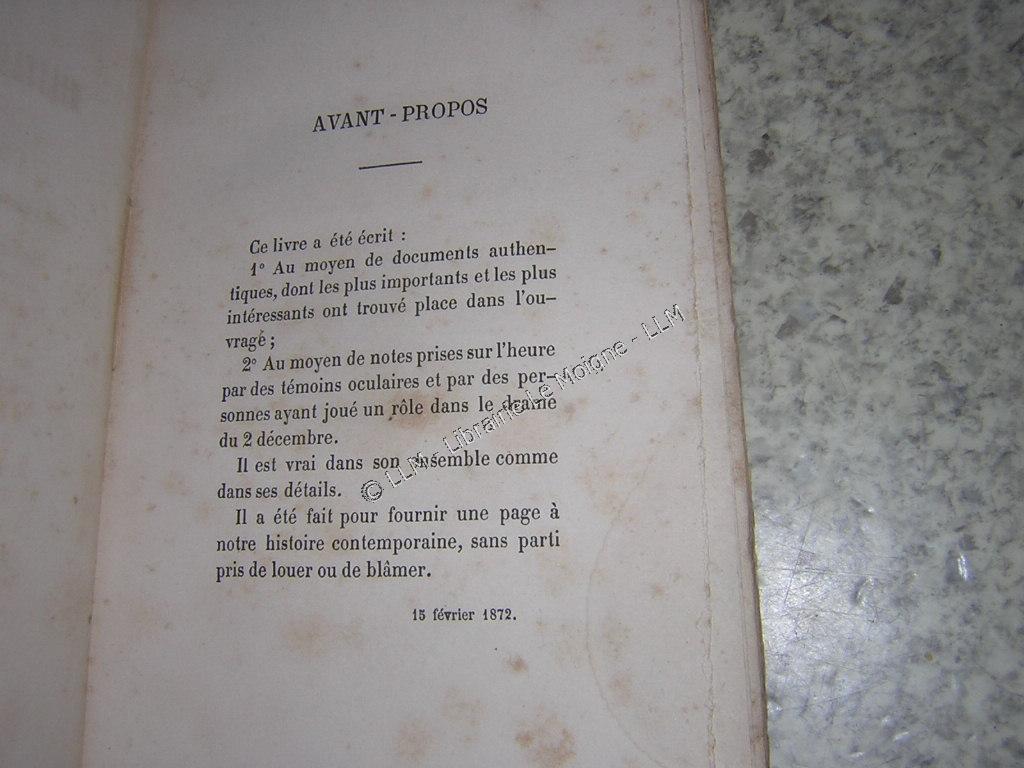 AVANT-PROPOS
Ce livre a été écrit :
1° Au moyen de documents authen-
tiques, dont les plus importants et les plus
intéressants ont trouvé place dans l'ou-
vragé ;
2° Au moyen de notes prises sur l'heure
par des témoins oculaires et par des per-
sonnes ayant joué un rôle dans le drame
du 2 décembre.
Il est vrai dans son ensemble comme
dans ses détails.
Il a été fait pour fournir une page à
notre histoire contemporaine, sans parti
pris de louer ou de blâmer.
15 février 1872.
© LLM - Librairie Le Moigne - LLM